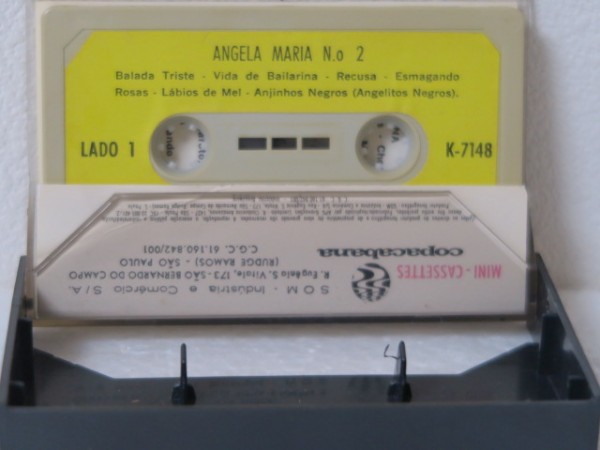 ANGELA MARIA N.o 2
Balada Triste - Vida de Bailarina - Recusa - Esmagando
Rosas - Lábios de Mel - Anjinhos Negros (Angelitos Negros).
LADO 1
K-7148
MINI - CASSETTES
copacabana
SOM - Indústria e Comércio S/A.
R. Eugênio S. Vitale, 173 - SÃO BERNARDO DO CAMPO
(RUDGE RAMOS) - SÃO PAULO
C.G.C. 61.160.842/001